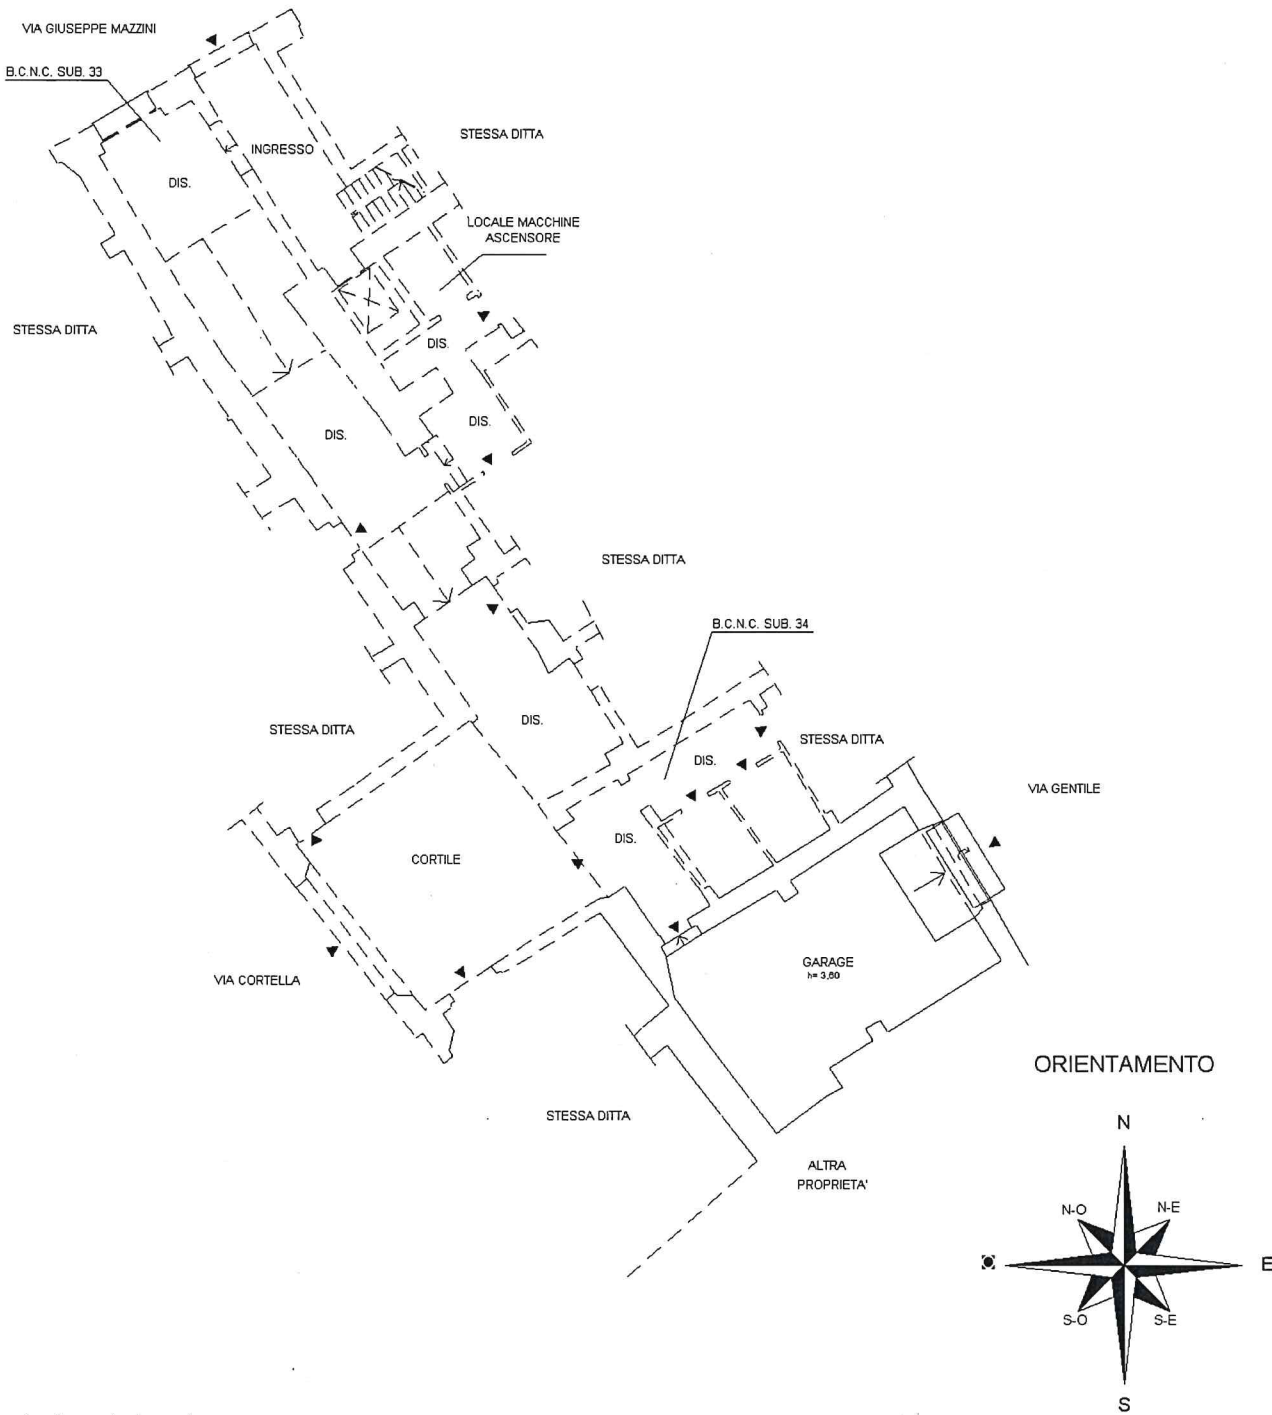 VIA GIUSEPPE MAZZINI
B.C.N.C. SUB. 33
STESSA DITTA
INGRESSO
DIS.
LOCALE MACCHINE
ASCENSORE
STESSA DITTA
DIS.
DIS.
DIS.
STESSA DITTA
B.C.N.C. SUB. 34
STESSA DITTA
DIS.
STESSA DITTA
DIS.
VIA GENTILE
DIS.
CORTILE
GARAGE
h= 3,60
VIA CORTELLA
ORIENTAMENTO
STESSA DITTA
N
ALTRA
PROPRIETA'
N-O
N-E
E
S-O
S-E
S